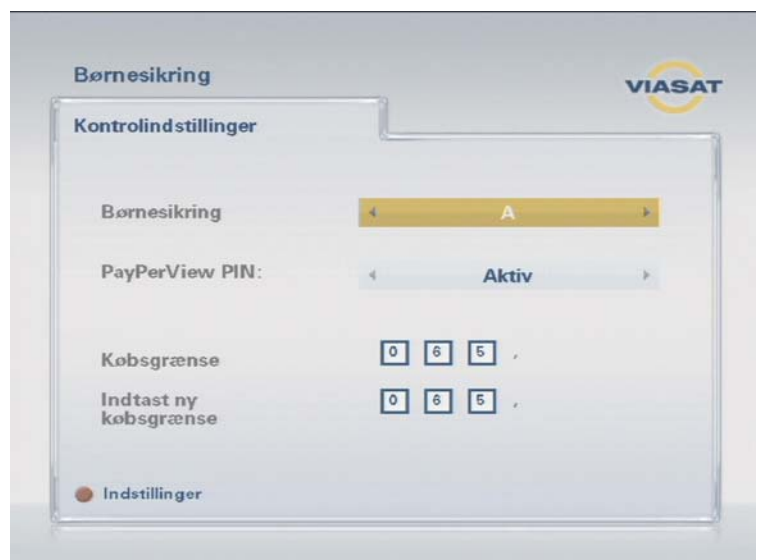 Børnesikring
VIASAT
Kontrolindstillinger
Børnesikring A
PayPerView PIN: Aktiv
Købsgrænse 0 6 5 ,
Indtast ny
købsgrænse 0 6 5 ,
Indstillinger